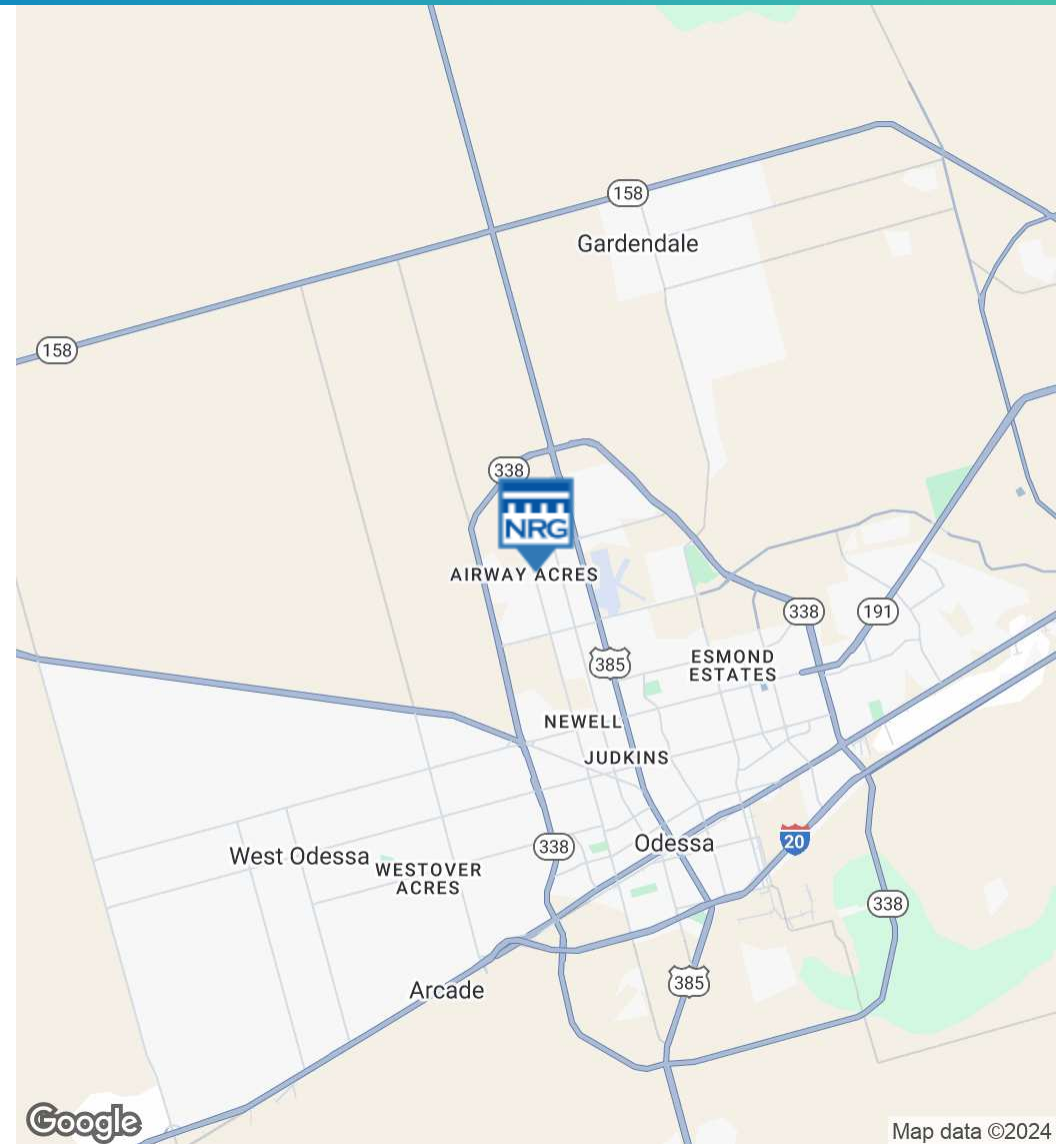 158
Gardendale
158
338
NRG
AIRWAY ACRES
338
191
385
ESMOND
ESTATES
NEWELL
JUDKINS
20
Odessa
338
West Odessa
WESTOVER
ACRES
338
385
Arcade
Google
Map data ©2024